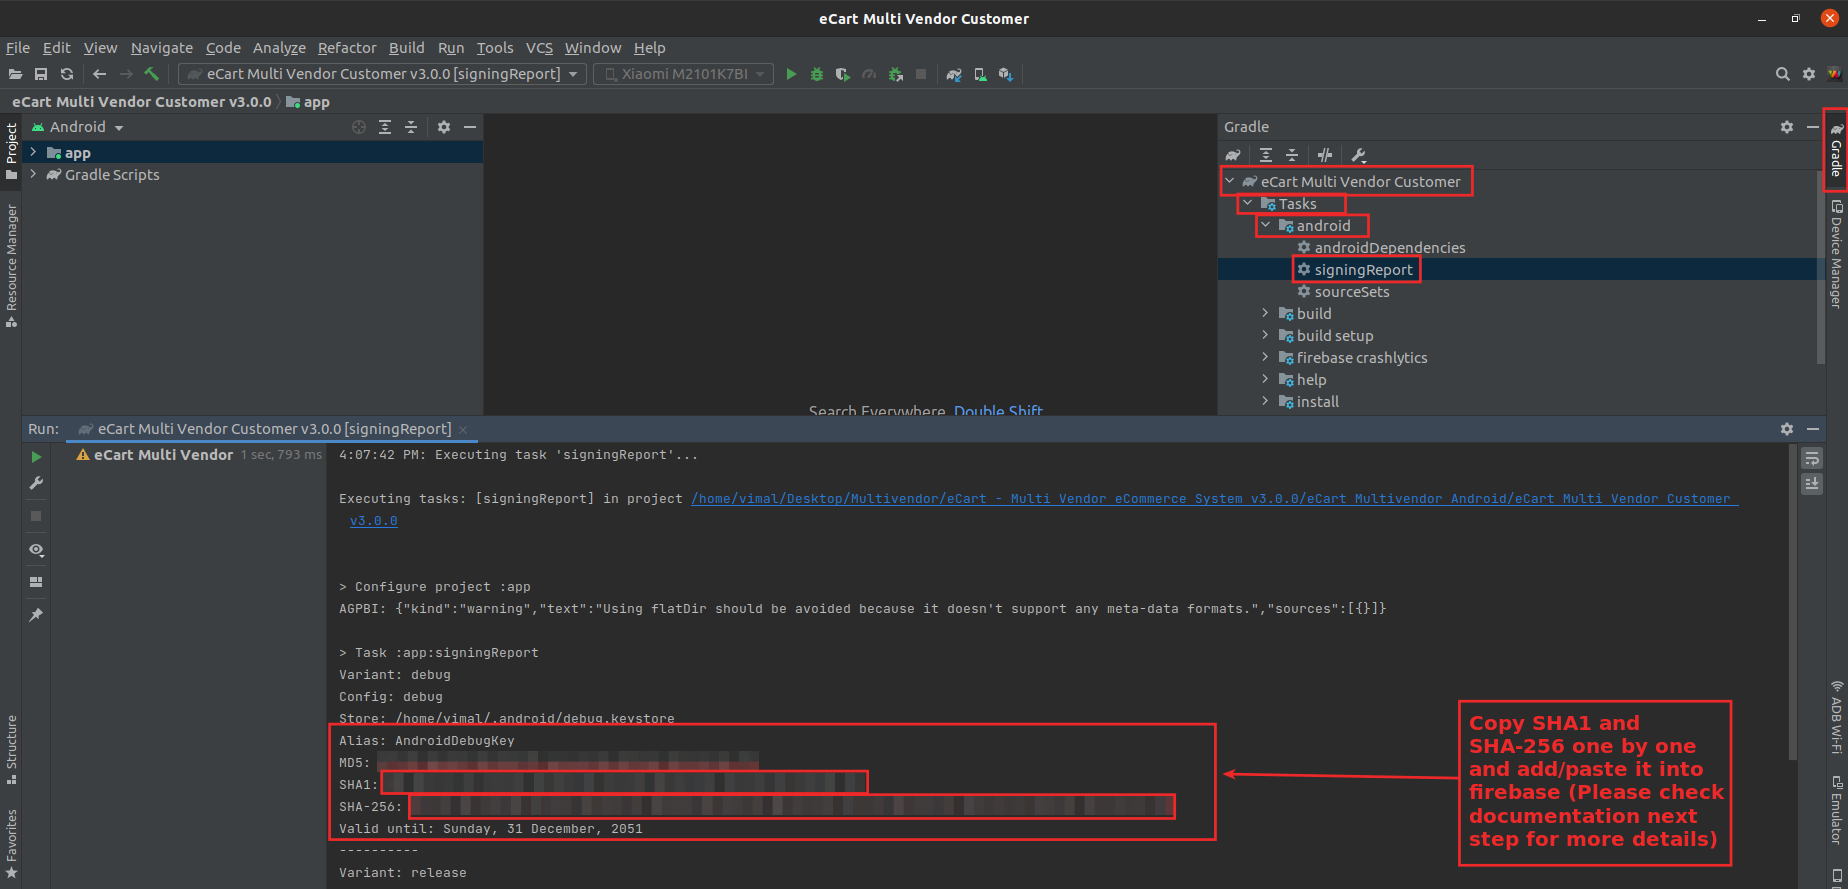 eCart Multi Vendor Customer
File Edit View Navigate Code Analyze Refactor Build Run Tools VCS Window Help
eCart Multi Vendor Customer v3.0.0 [signingReport]
Xiaomi M2101K7BI
eCart Multi Vendor Customer v3.0.0
app
Project
Resource Manager
Structure
Favorites
Android
app
Gradle Scripts
Search Everywhere Double Shift
Gradle
eCart Multi Vendor Customer
Tasks
android
androidDependencies
signingReport
sourceSets
build
build setup
firebase crashlytics
help
install
Gradle
Device Manager
ADB Wi-Fi
Emulator
Run:
eCart Multi Vendor Customer v3.0.0 [signingReport]
eCart Multi Vendor 1 sec, 793 ms
4:07:42 PM: Executing task 'signingReport'...
Executing tasks: [signingReport] in project /home/vimal/Desktop/Multivendor/eCart - Multi Vendor eCommerce System v3.0.0/eCart Multivendor Android/eCart Multi Vendor Customer
v3.0.0
> Configure project :app
AGPBI: {"kind":"warning","text":"Using flatDir should be avoided because it doesn't support any meta-data formats.","sources":[{}]}
> Task :app:signingReport
Variant: debug
Config: debug
Store: /home/vimal/.android/debug.keystore
Alias: AndroidDebugKey
MD5:
SHA1:
SHA-256:
Valid until: Sunday, 31 December, 2051
----------
Variant: release
Copy SHA1 and
SHA-256 one by one
and add/paste it into
firebase (Please check
documentation next
step for more details)